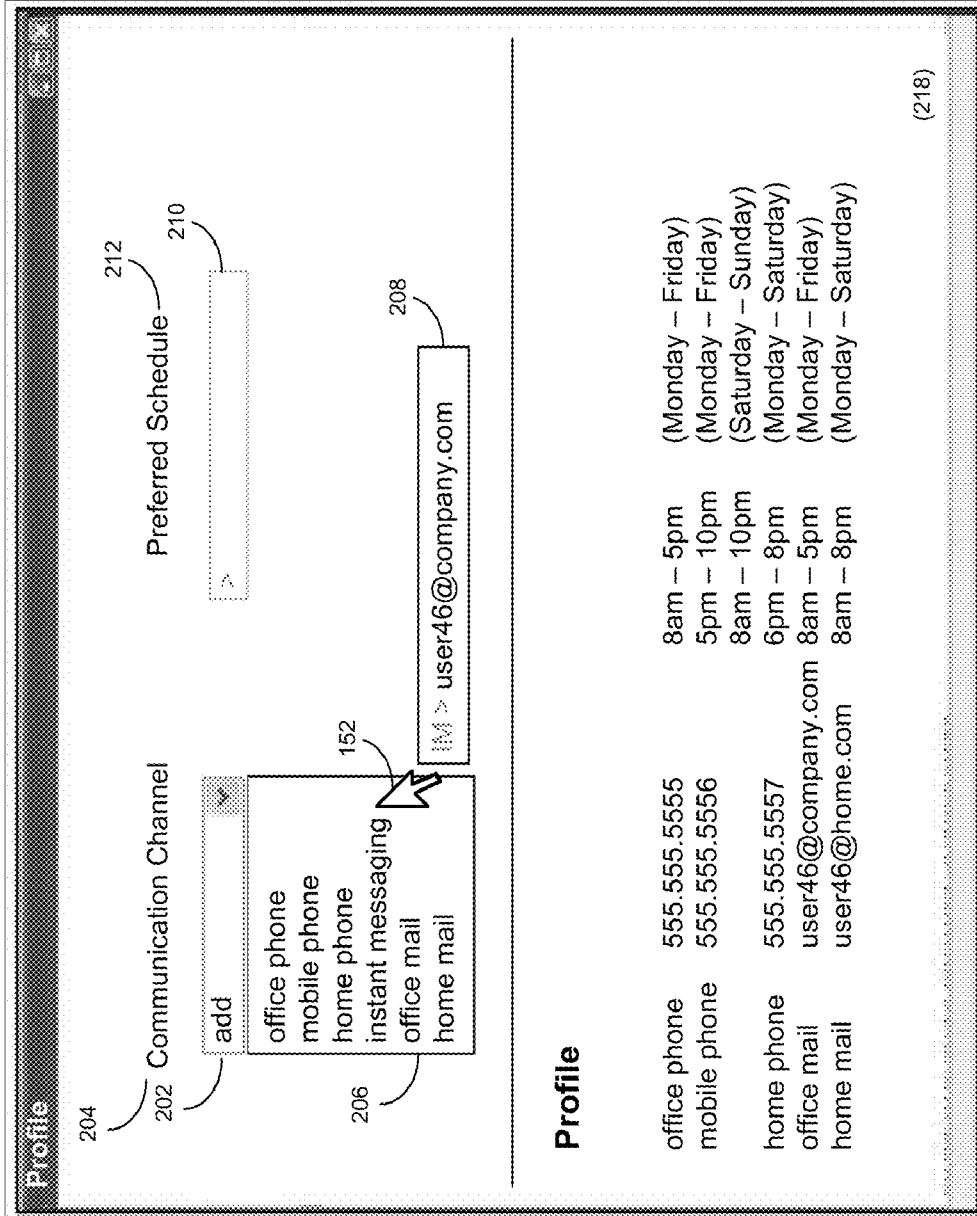 Profile
204
Communication Channel
212
Preferred Schedule
202
add
>
210
206
office phone
mobile phone
home phone
instant messaging
office mail
home mail
152
IM > user46@company.com
208
Profile
office phone 555.555.5555 8am – 5pm (Monday – Friday)
mobile phone 555.555.5556 5pm – 10pm (Monday – Friday)
8am – 10pm (Saturday – Sunday)
home phone 555.555.5557 6pm – 8pm (Monday – Saturday)
office mail user46@company.com 8am – 5pm (Monday – Friday)
home mail user46@home.com 8am – 8pm (Monday – Saturday)
(218)